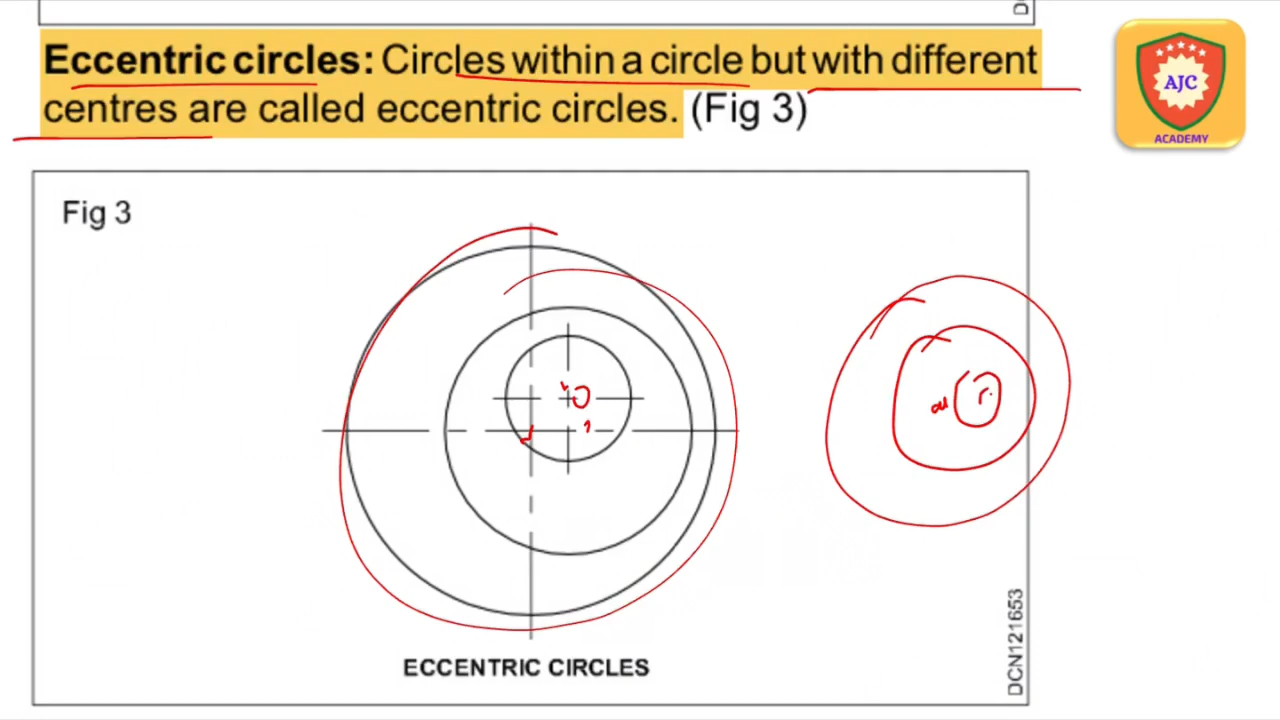 Eccentric circles: Circles within a circle but with different
centres are called eccentric circles. (Fig 3)
AJC
ACADEMY
Fig 3
ECCENTRIC CIRCLES
DCN121653